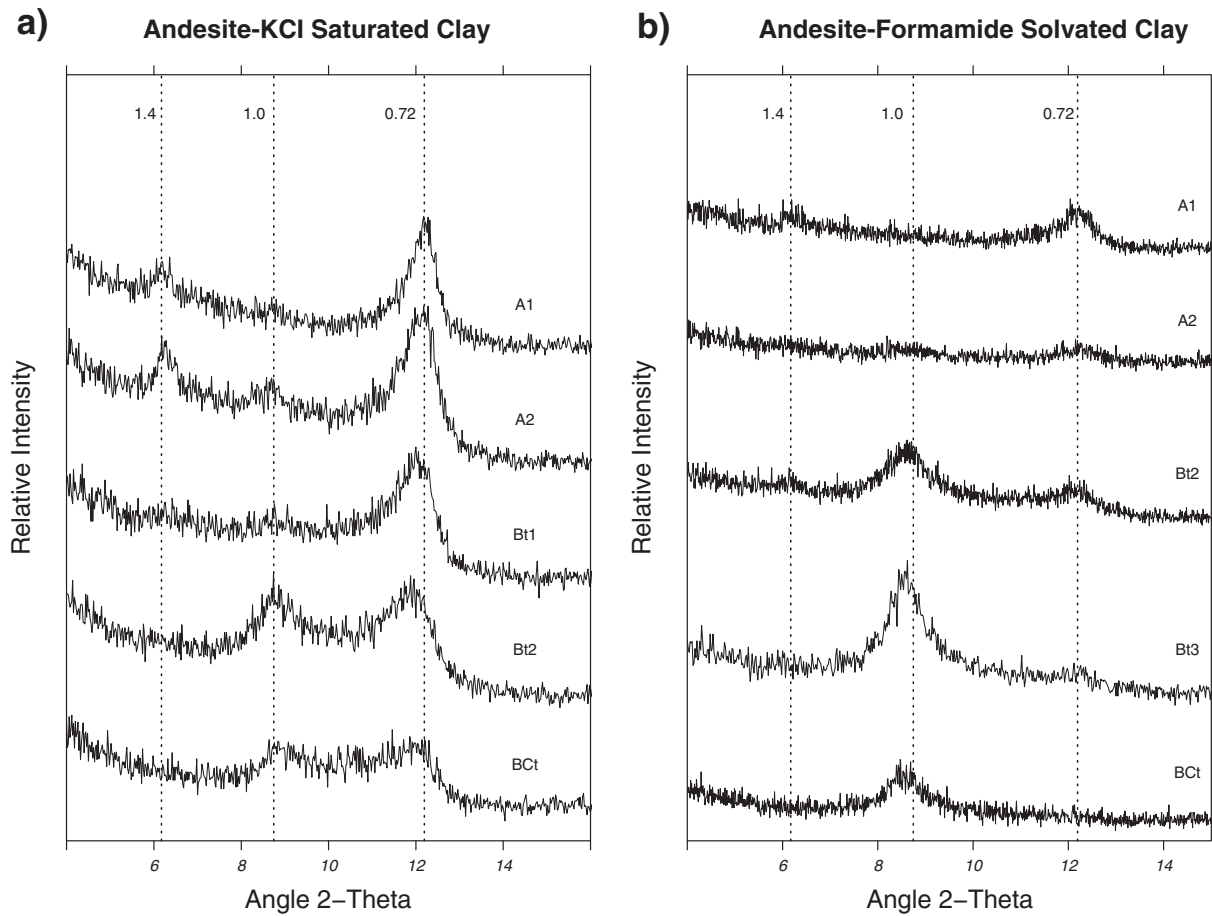 a) Andesite-KCl Saturated Clay
1.4 1.0 0.72
A1
A2
Bt1
Bt2
BCt
Relative Intensity
6 8 10 12 14
Angle 2−Theta
b) Andesite-Formamide Solvated Clay
1.4 1.0 0.72
A1
A2
Bt2
Bt3
BCt
Relative Intensity
6 8 10 12 14
Angle 2−Theta